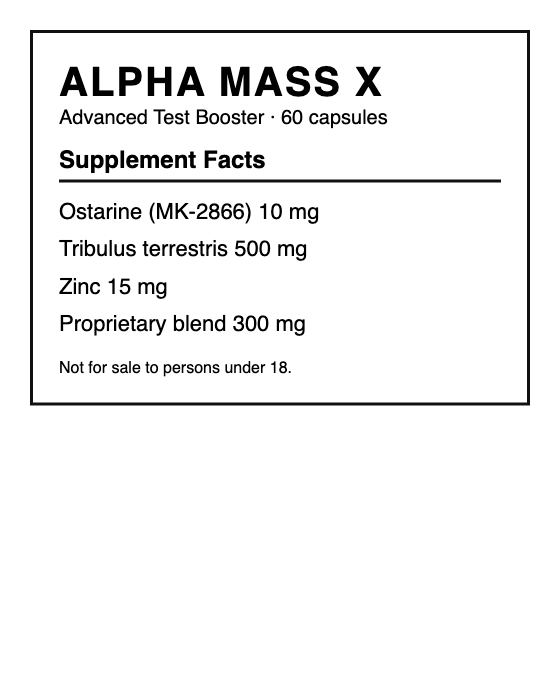 ALPHA MASS X
Advanced Test Booster · 60 capsules
Supplement Facts
Ostarine (MK-2866) 10 mg
Tribulus terrestris 500 mg
Zinc 15 mg
Proprietary blend 300 mg
Not for sale to persons under 18.